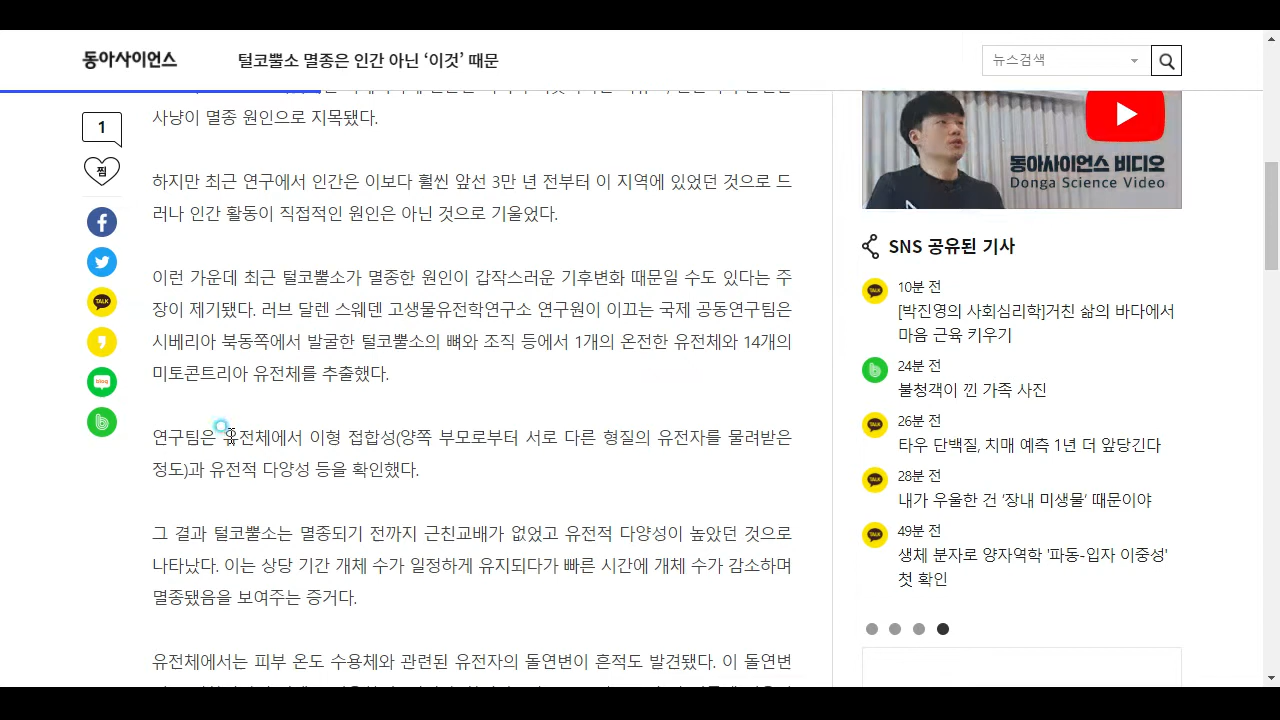 동아사이언스
털코뿔소 멸종은 인간 아닌 ‘이것’ 때문
뉴스검색
1
찜
사냥이 멸종 원인으로 지목됐다.
하지만 최근 연구에서 인간은 이보다 훨씬 앞선 3만 년 전부터 이 지역에 있었던 것으로 드
러나 인간 활동이 직접적인 원인은 아닌 것으로 기울었다.
이런 가운데 최근 털코뿔소가 멸종한 원인이 갑작스러운 기후변화 때문일 수도 있다는 주
장이 제기됐다. 러브 달렌 스웨덴 고생물유전학연구소 연구원이 이끄는 국제 공동연구팀은
시베리아 북동쪽에서 발굴한 털코뿔소의 뼈와 조직 등에서 1개의 온전한 유전체와 14개의
미토콘트리아 유전체를 추출했다.
연구팀은 유전체에서 이형 접합성(양쪽 부모로부터 서로 다른 형질의 유전자를 물려받은
정도)과 유전적 다양성 등을 확인했다.
그 결과 털코뿔소는 멸종되기 전까지 근친교배가 없었고 유전적 다양성이 높았던 것으로
나타났다. 이는 상당 기간 개체 수가 일정하게 유지되다가 빠른 시간에 개체 수가 감소하며
멸종됐음을 보여주는 증거다.
유전체에서는 피부 온도 수용체와 관련된 유전자의 돌연변이 흔적도 발견됐다. 이 돌연변
TALK
blog
동아사이언스 비디오
Donga Science Video
SNS 공유된 기사
TALK
10분 전
[박진영의 사회심리학]거친 삶의 바다에서
마음 근육 키우기
24분 전
불청객이 낀 가족 사진
TALK
26분 전
타우 단백질, 치매 예측 1년 더 앞당긴다
TALK
28분 전
내가 우울한 건 ‘장내 미생물’ 때문이야
TALK
49분 전
생체 분자로 양자역학 '파동-입자 이중성'
첫 확인